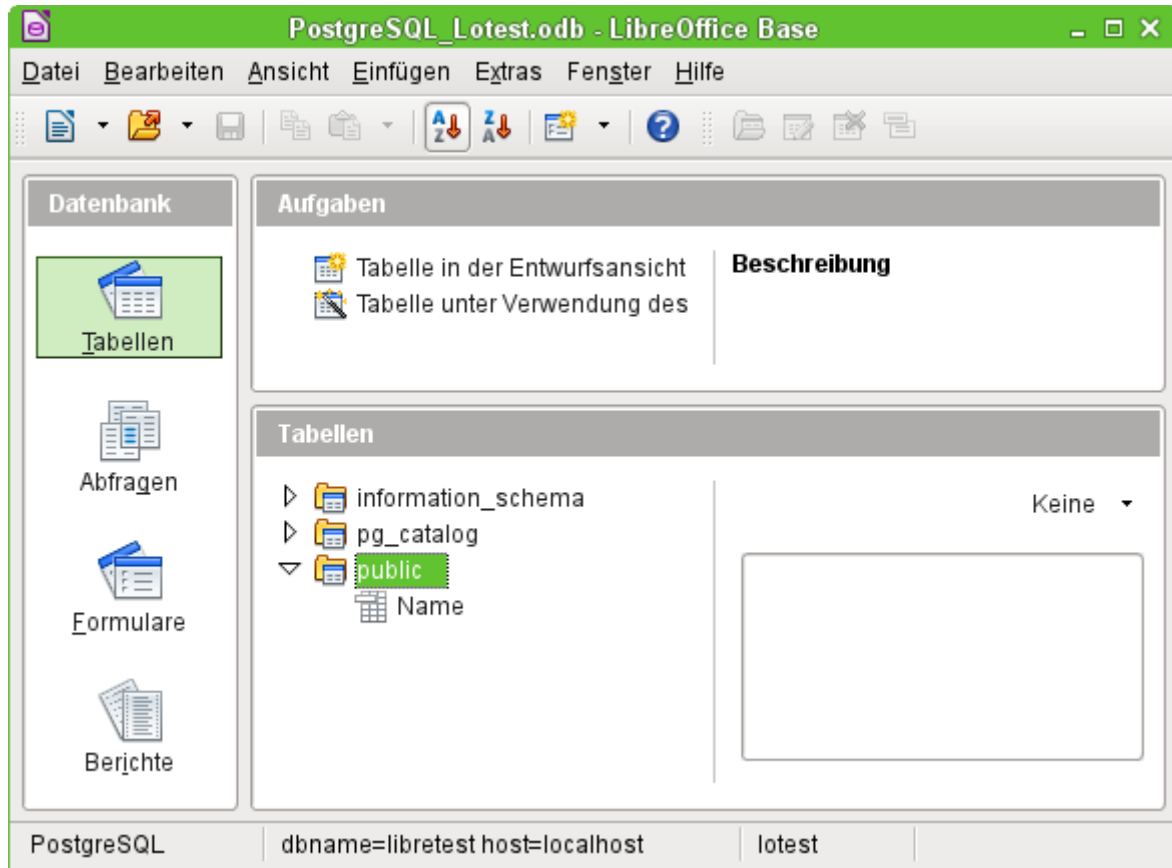 PostgreSQL_Lotest.odb - LibreOffice Base
Datei Bearbeiten Ansicht Einfügen Extras Fenster Hilfe
Datenbank
Tabellen
Abfragen
Formulare
Berichte
Aufgaben
Tabelle in der Entwurfsansicht
Tabelle unter Verwendung des
Beschreibung
Tabellen
information_schema
pg_catalog
public
Name
Keine
PostgreSQL dbname=libretest host=localhost lotest